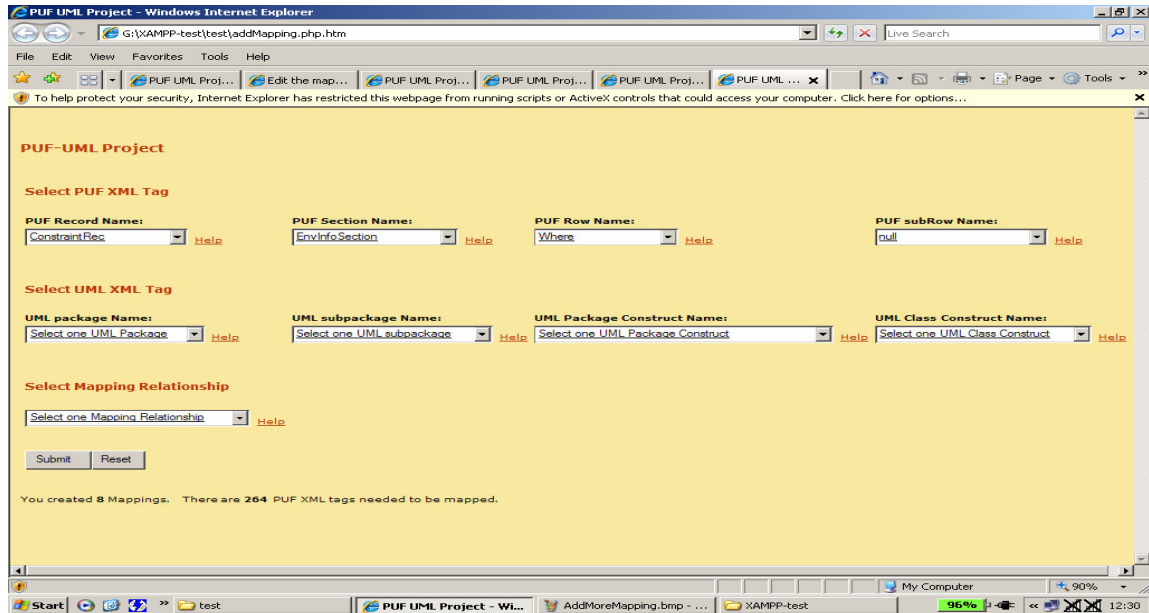 PUF UML Project - Windows Internet Explorer
G:\XAMPP-test\test\addMapping.php.htm
Live Search
File Edit View Favorites Tools Help
PUF UML Proj... Edit the map... PUF UML Proj... PUF UML Proj... PUF UML Proj... PUF UML ... Page Tools
To help protect your security, Internet Explorer has restricted this webpage from running scripts or ActiveX controls that could access your computer. Click here for options...
PUF-UML Project
Select PUF XML Tag
PUF Record Name: PUF Section Name: PUF Row Name: PUF subRow Name:
ConstraintRec Help EnvInfoSection Help Where Help null Help
Select UML XML Tag
UML package Name: UML subpackage Name: UML Package Construct Name: UML Class Construct Name:
Select one UML Package Help Select one UML subpackage Help Select one UML Package Construct Help Select one UML Class Construct Help
Select Mapping Relationship
Select one Mapping Relationship Help
Submit Reset
You created 8 Mappings. There are 264 PUF XML tags needed to be mapped.
My Computer 90%
Start test PUF UML Project - Wi... AddMoreMapping.bmp - ... XAMPP-test 96% 12:30